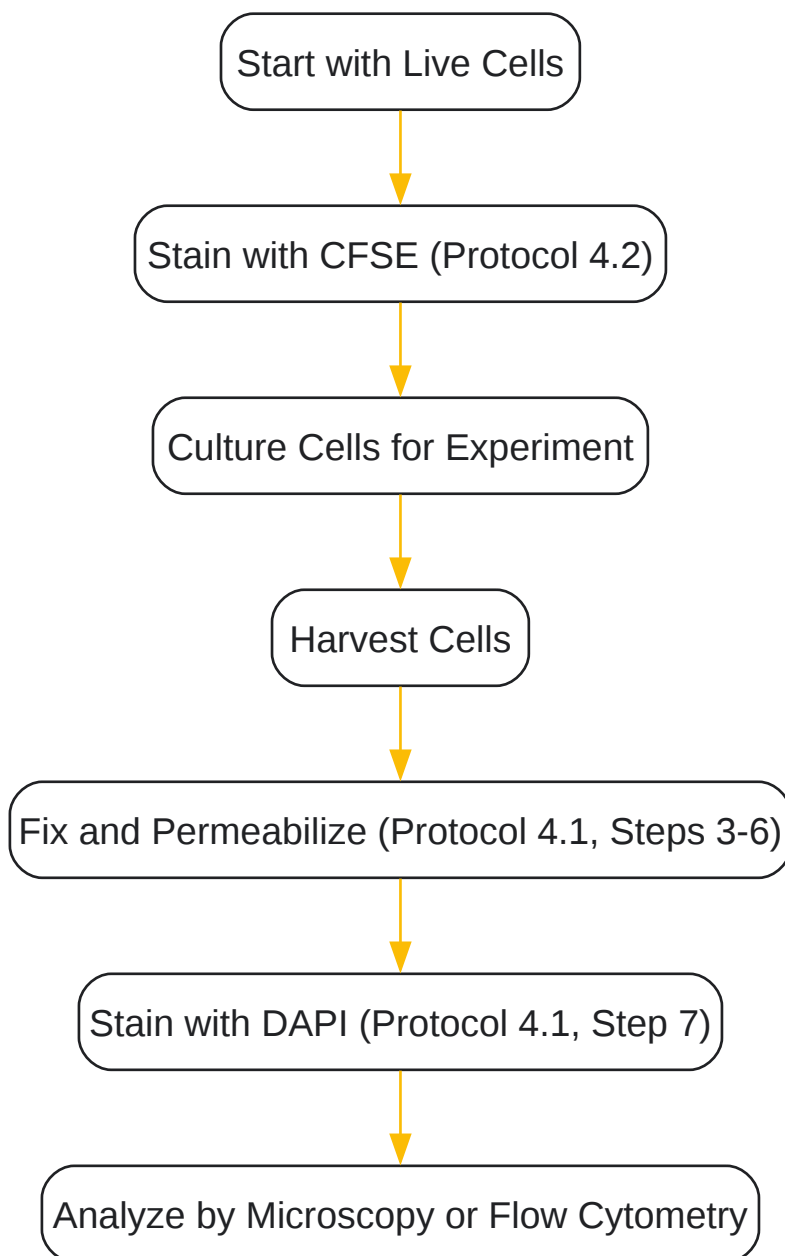 Start with Live Cells
Stain with CFSE (Protocol 4.2)
Culture Cells for Experiment
Harvest Cells
Fix and Permeabilize (Protocol 4.1, Steps 3-6)
Stain with DAPI (Protocol 4.1, Step 7)
Analyze by Microscopy or Flow Cytometry